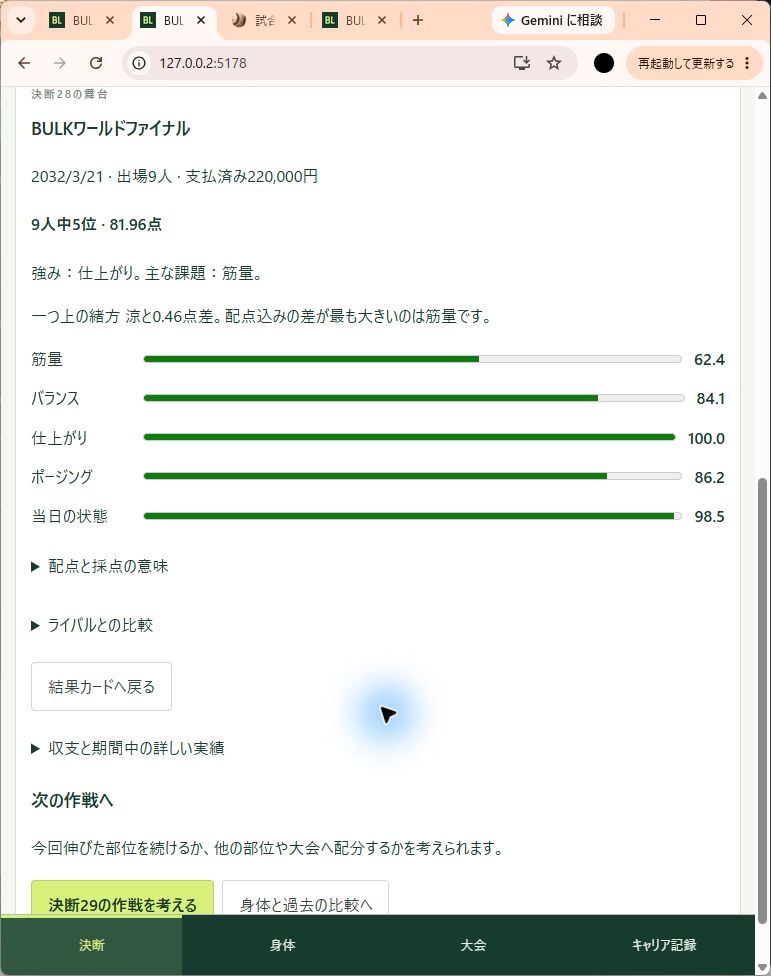 BUL
BUL
試合
BUL
Gemini に相談
127.0.0.2:5178
再起動して更新する
決断28の舞台
BULKワールドファイナル
2032/3/21 · 出場9人 · 支払済み220,000円
9人中5位 · 81.96点
強み：仕上がり。主な課題：筋量。
一つ上の緒方 涼と0.46点差。配点込みの差が最も大きいのは筋量です。
筋量 62.4
バランス 84.1
仕上がり 100.0
ポージング 86.2
当日の状態 98.5
配点と採点の意味
ライバルとの比較
結果カードへ戻る
収支と期間中の詳しい実績
次の作戦へ
今回伸びた部位を続けるか、他の部位や大会へ配分するかを考えられます。
決断29の作戦を考える
身体と過去の比較へ
決断
身体
大会
キャリア記録